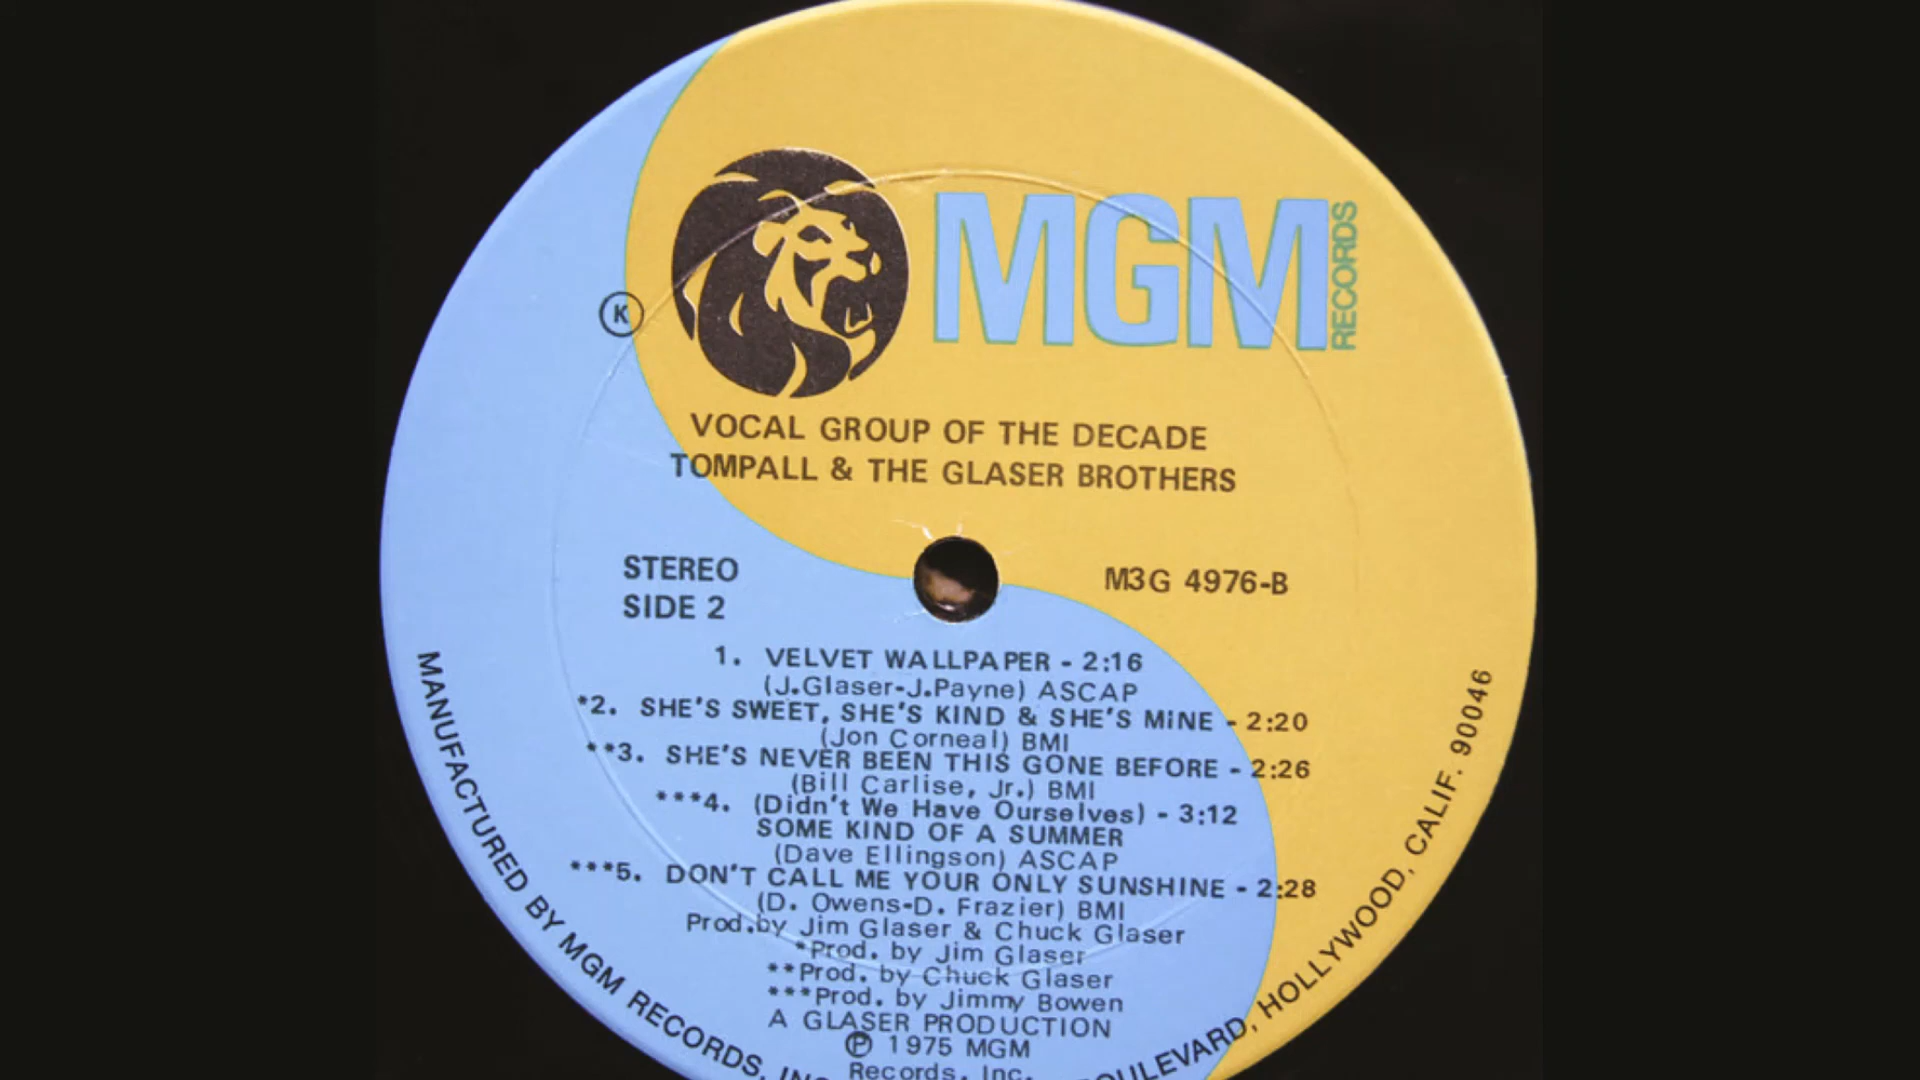 MGM
RECORDS
K
VOCAL GROUP OF THE DECADE
TOMPALL & THE GLASER BROTHERS
STEREO
SIDE 2
M3G 4976-B
1. VELVET WALLPAPER - 2:16
(J.Glaser-J.Payne) ASCAP
*2. SHE'S SWEET, SHE'S KIND & SHE'S MINE - 2:20
(Jon Corneal) BMI
**3. SHE'S NEVER BEEN THIS GONE BEFORE - 2:26
(Bill Carlise, Jr.) BMI
***4. (Didn't We Have Ourselves) - 3:12
SOME KIND OF A SUMMER
(Dave Ellingson) ASCAP
***5. DON'T CALL ME YOUR ONLY SUNSHINE - 2:28
(D. Owens-D. Frazier) BMI
Prod.by Jim Glaser & Chuck Glaser
*Prod. by Jim Glaser
**Prod. by Chuck Glaser
***Prod. by Jimmy Bowen
A GLASER PRODUCTION
Ⓟ 1975 MGM
Records, Inc.
MANUFACTURED BY MGM RECORDS, INC BOULEVARD, HOLLYWOOD, CALIF. 90046